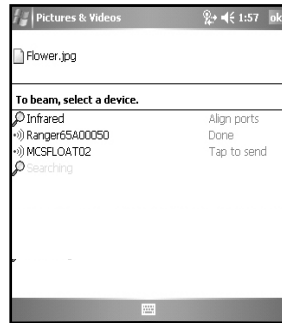 Pictures & Videos 1:57 ok
Flower.jpg
To beam, select a device.
Infrared Align ports
Ranger65A00050 Done
MCSFLOAT02 Tap to send
Searching